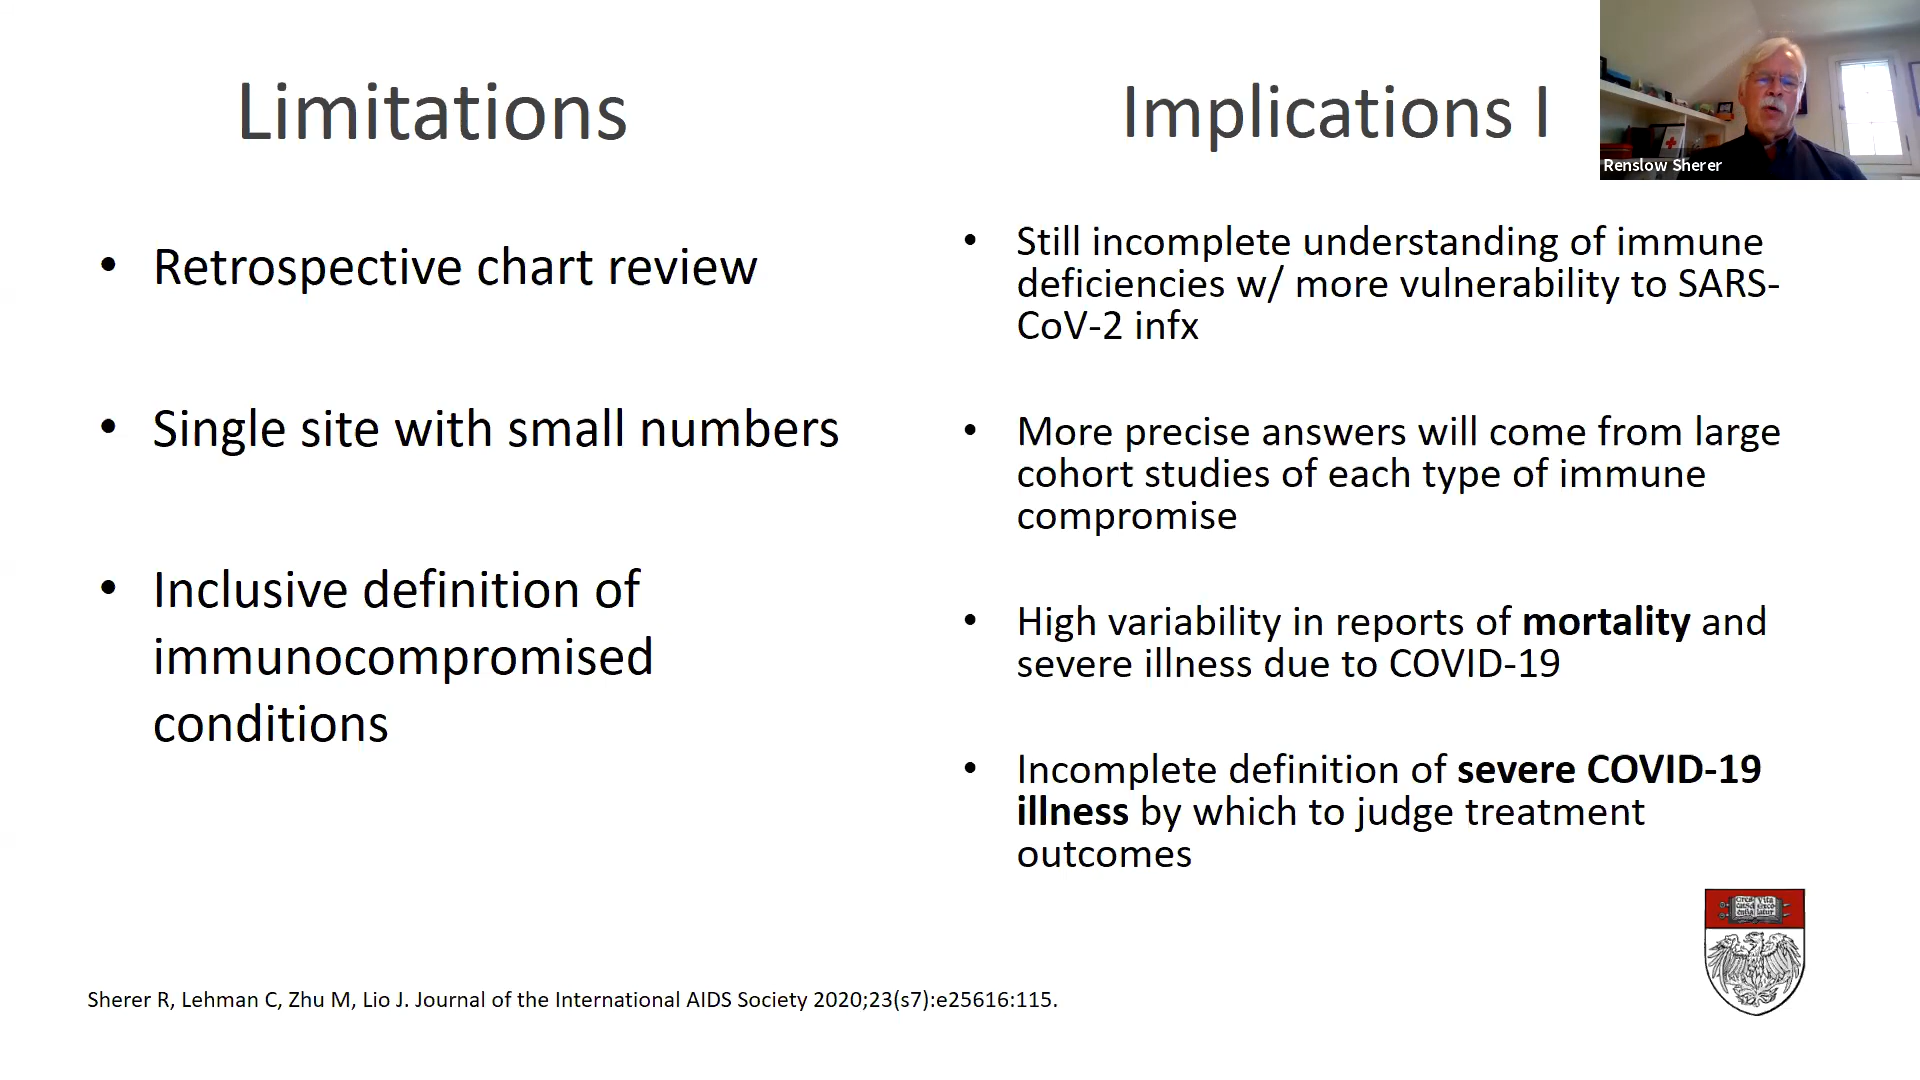 Limitations
Implications I
Renslow Sherer
• Retrospective chart review
• Single site with small numbers
• Inclusive definition of
immunocompromised
conditions
• Still incomplete understanding of immune
deficiencies w/ more vulnerability to SARS-
CoV-2 infx
• More precise answers will come from large
cohort studies of each type of immune
compromise
• High variability in reports of mortality and
severe illness due to COVID-19
• Incomplete definition of severe COVID-19
illness by which to judge treatment
outcomes
Sherer R, Lehman C, Zhu M, Lio J. Journal of the International AIDS Society 2020;23(s7):e25616:115.